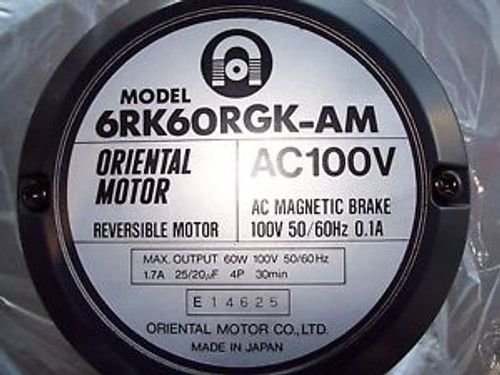 MODEL
6RK60RGK-AM
ORIENTAL
MOTOR
REVERSIBLE MOTOR
AC100V
AC MAGNETIC BRAKE
100V 50/60Hz 0.1A
MAX. OUTPUT 60W 100V 50/60Hz
1.7A 25/20μF 4P 30min
E14625
ORIENTAL MOTOR CO., LTD.
MADE IN JAPAN